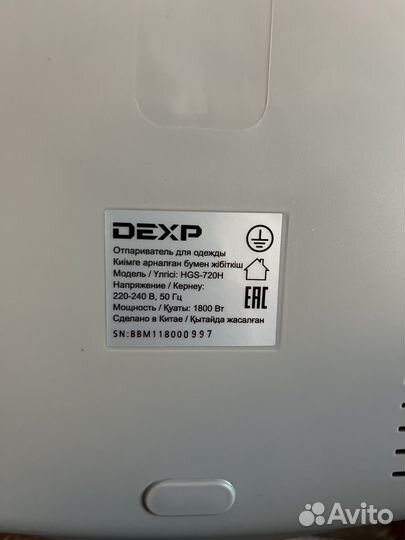 DEXP
Отпариватель для одежды
Киімге арналған бумен жібіткіш
Модель / Үлгісі: HGS-720H
Напряжение / Кернеу:
220-240 В, 50 Гц
Мощность / Қуаты: 1800 Вт
Сделано в Китае / Қытайда жасалған
SN:BBM118000997
EAC
Avito